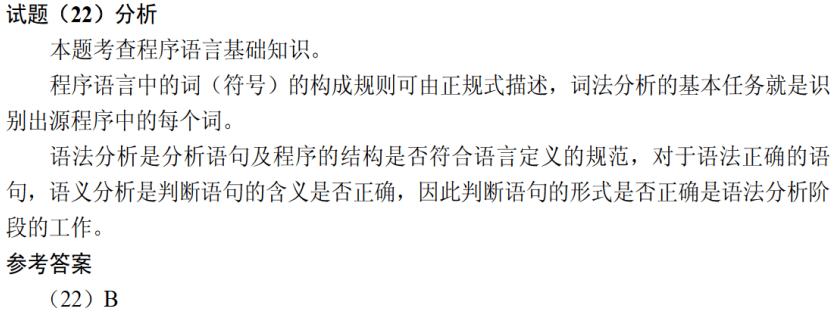 试题（22）分析
本题考查程序语言基础知识。
程序语言中的词（符号）的构成规则可由正规式描述，词法分析的基本任务就是识
别出源程序中的每个词。
语法分析是分析语句及程序的结构是否符合语言定义的规范，对于语法正确的语
句，语义分析是判断语句的含义是否正确，因此判断语句的形式是否正确是语法分析阶
段的工作。
参考答案
（22）B